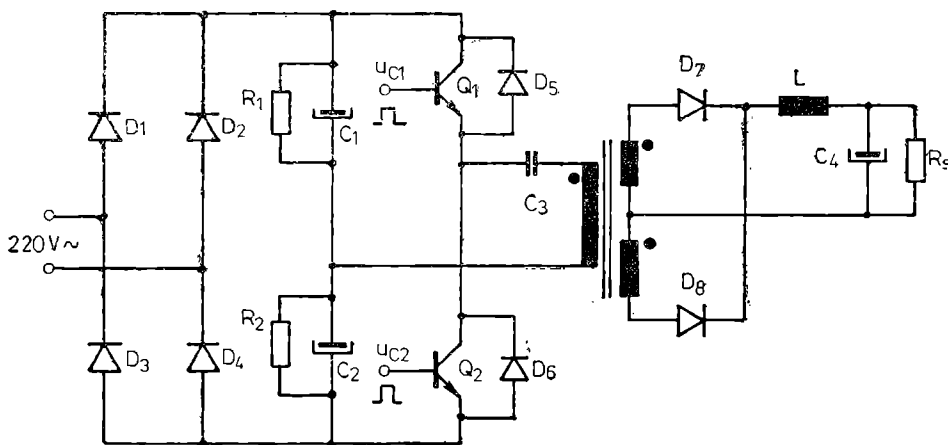 D1
D2
R1
C1
uC1
Q1
D5
C3
D7
L
C4
Rs
220V~
D3
D4
R2
C2
uC2
Q2
D6
D8